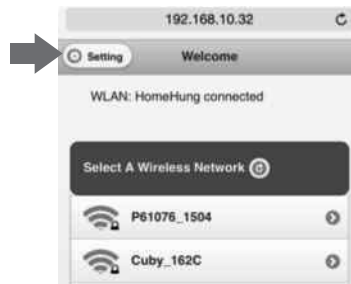 192.168.10.32
Setting Welcome
WLAN: HomeHung connected
Select A Wireless Network
P61076_1504
Cuby_162C